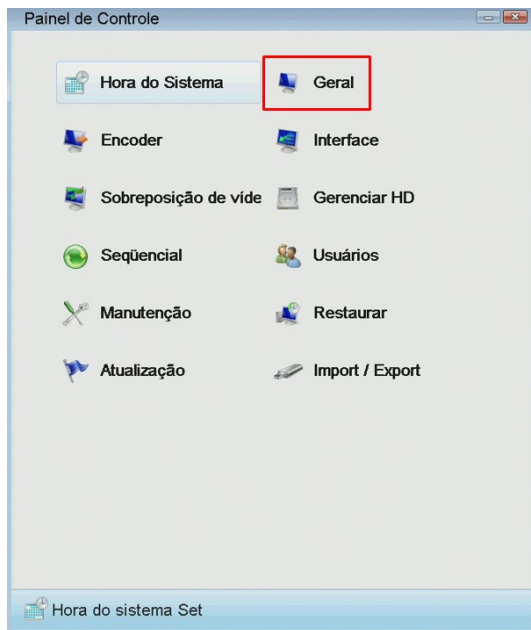 Painel de Controle
Hora do Sistema Geral
Encoder Interface
Sobreposição de víde Gerenciar HD
Seqüencial Usuários
Manutenção Restaurar
Atualização Import / Export
Hora do sistema Set